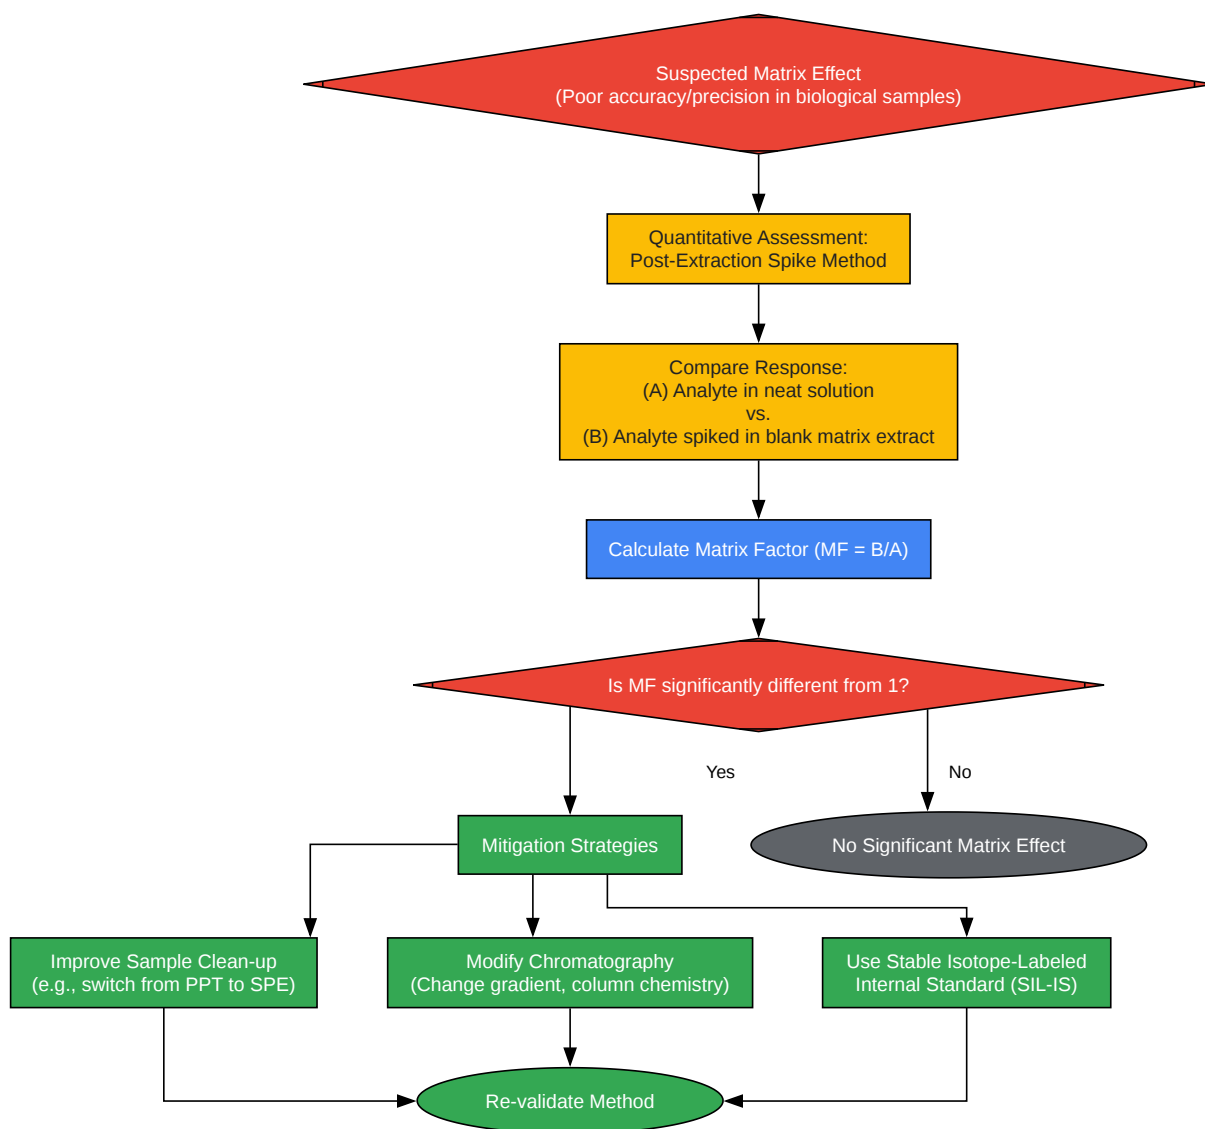 Suspected Matrix Effect
(Poor accuracy/precision in biological samples)
Quantitative Assessment:
Post-Extraction Spike Method
Compare Response:
(A) Analyte in neat solution
vs.
(B) Analyte spiked in blank matrix extract
Calculate Matrix Factor (MF = B/A)
Is MF significantly different from 1?
Yes
No
Mitigation Strategies
No Significant Matrix Effect
Improve Sample Clean-up
(e.g., switch from PPT to SPE)
Modify Chromatography
(Change gradient, column chemistry)
Use Stable Isotope-Labeled
Internal Standard (SIL-IS)
Re-validate Method